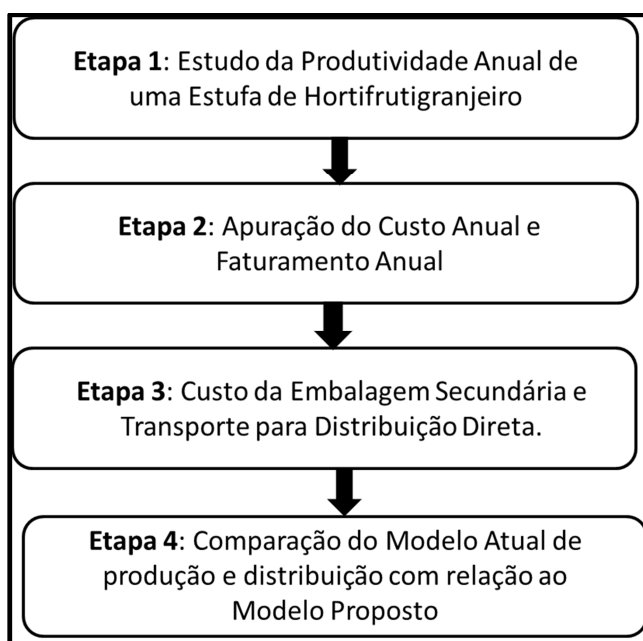 Etapa 1: Estudo da Produtividade Anual de
uma Estufa de Hortifrutigranjeiro
Etapa 2: Apuração do Custo Anual e
Faturamento Anual
Etapa 3: Custo da Embalagem Secundária e
Transporte para Distribuição Direta.
Etapa 4: Comparação do Modelo Atual de
produção e distribuição com relação ao
Modelo Proposto